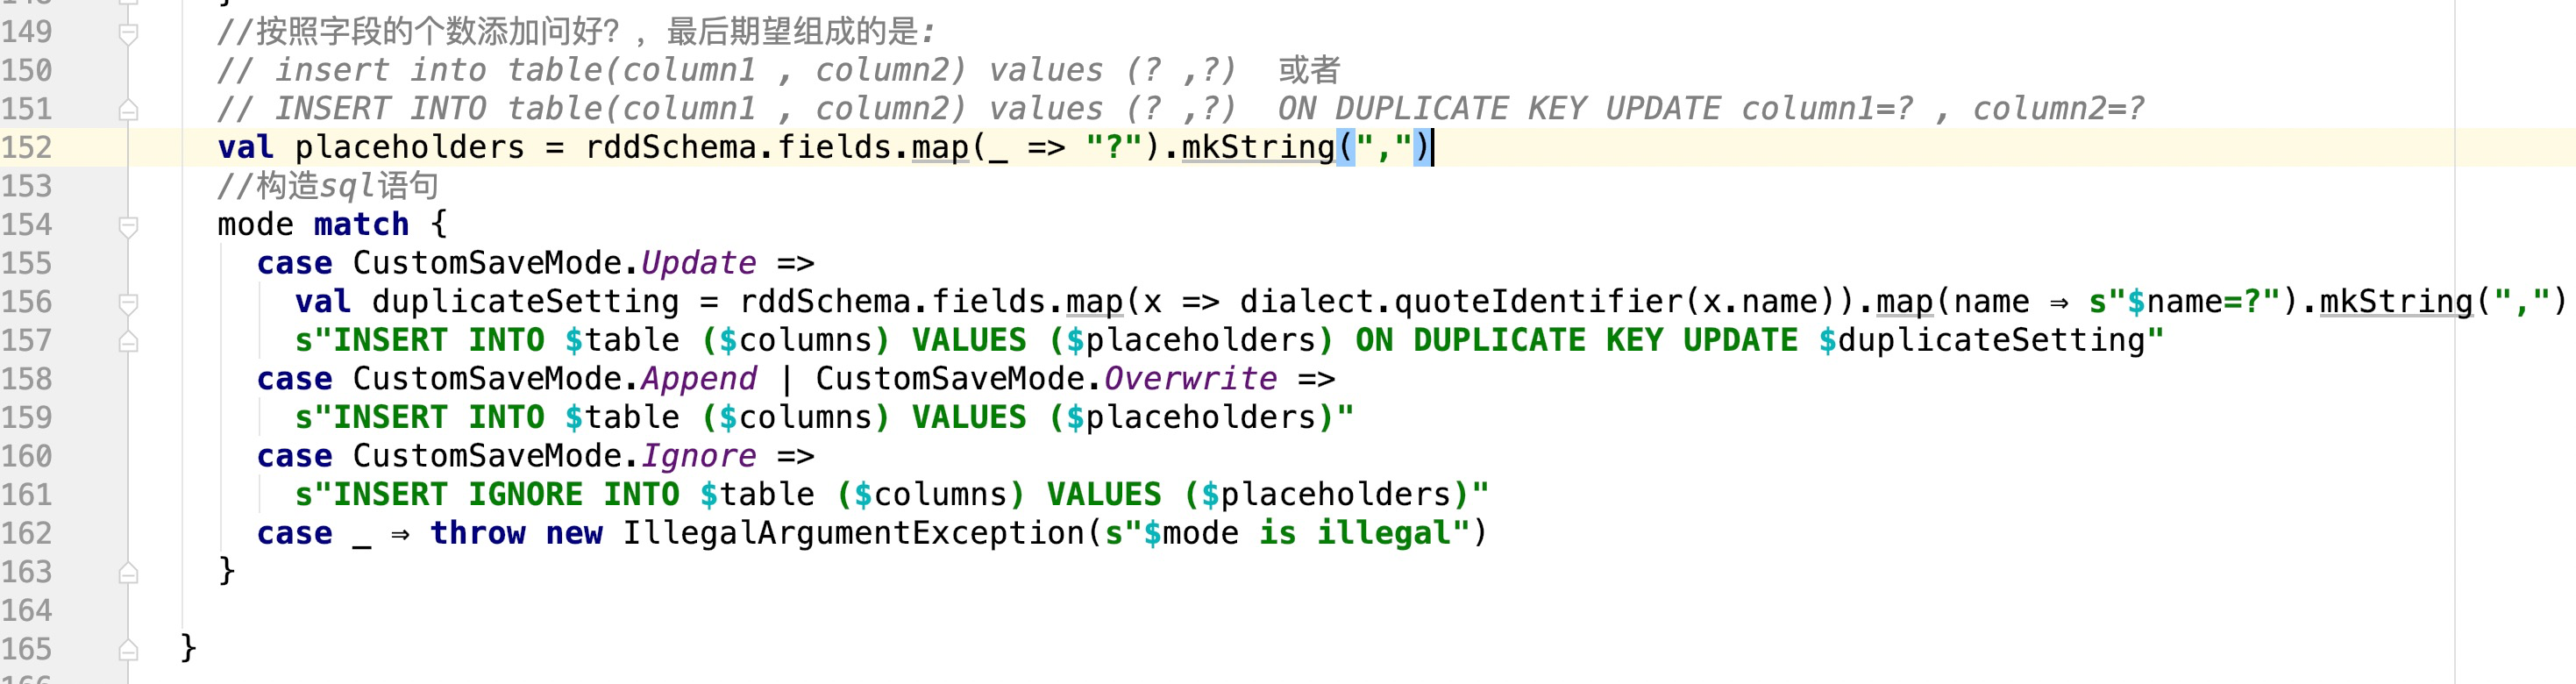 149 //按照字段的个数添加问好？，最后期望组成的是:
150 // insert into table(column1 , column2) values (? ,?)  或者
151 // INSERT INTO table(column1 , column2) values (? ,?)  ON DUPLICATE KEY UPDATE column1=? , column2=?
152 val placeholders = rddSchema.fields.map(_ => "?").mkString(",")
153 //构造sql语句
154 mode match {
155 case CustomSaveMode.Update =>
156 val duplicateSetting = rddSchema.fields.map(x => dialect.quoteIdentifier(x.name)).map(name ⇒ s"$name=?").mkString(",")
157 s"INSERT INTO $table ($columns) VALUES ($placeholders) ON DUPLICATE KEY UPDATE $duplicateSetting"
158 case CustomSaveMode.Append | CustomSaveMode.Overwrite =>
159 s"INSERT INTO $table ($columns) VALUES ($placeholders)"
160 case CustomSaveMode.Ignore =>
161 s"INSERT IGNORE INTO $table ($columns) VALUES ($placeholders)"
162 case _ ⇒ throw new IllegalArgumentException(s"$mode is illegal")
163 }
164
165 }